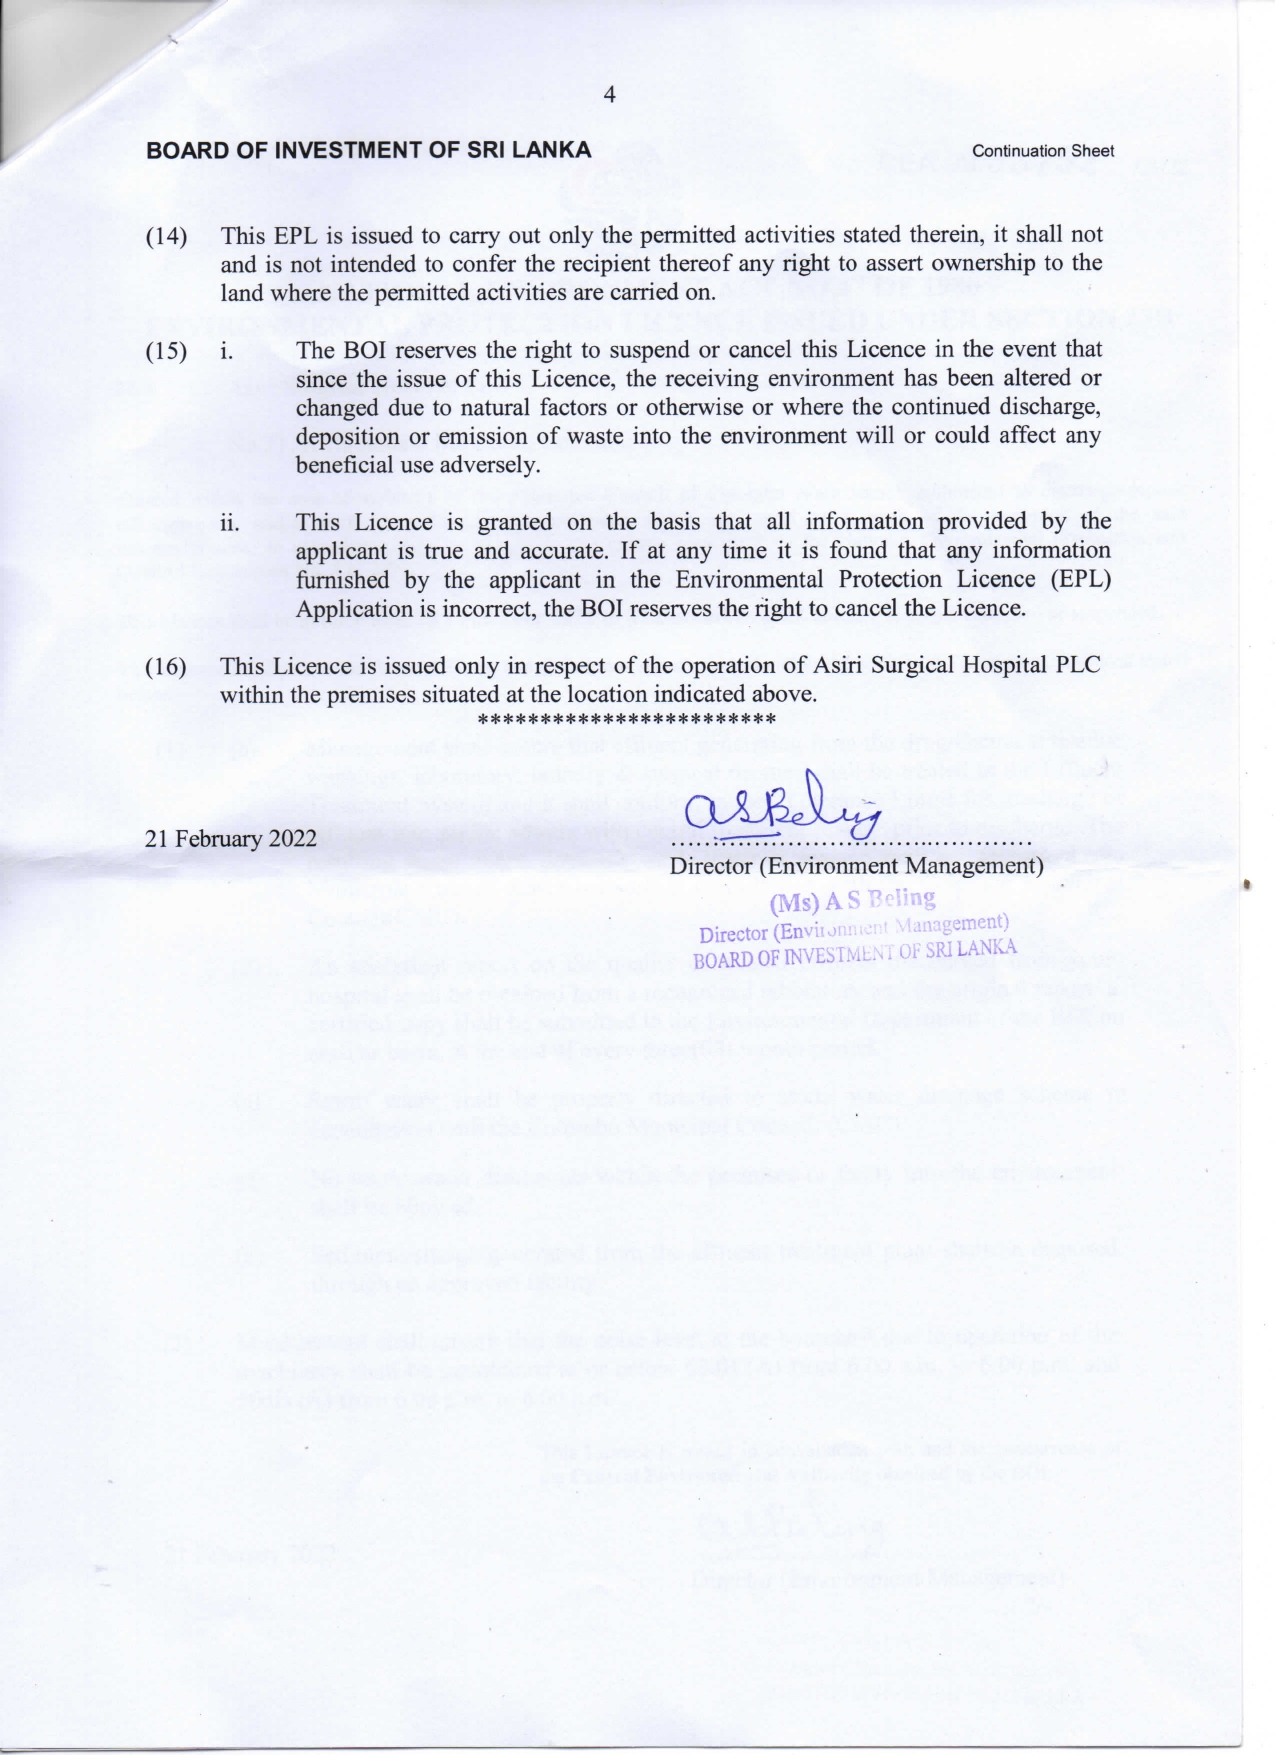 4
BOARD OF INVESTMENT OF SRI LANKA Continuation Sheet
(14) This EPL is issued to carry out only the permitted activities stated therein, it shall not
and is not intended to confer the recipient thereof any right to assert ownership to the
land where the permitted activities are carried on.
(15) i. The BOI reserves the right to suspend or cancel this Licence in the event that
since the issue of this Licence, the receiving environment has been altered or
changed due to natural factors or otherwise or where the continued discharge,
deposition or emission of waste into the environment will or could affect any
beneficial use adversely.
ii. This Licence is granted on the basis that all information provided by the
applicant is true and accurate. If at any time it is found that any information
furnished by the applicant in the Environmental Protection Licence (EPL)
Application is incorrect, the BOI reserves the right to cancel the Licence.
(16) This Licence is issued only in respect of the operation of Asiri Surgical Hospital PLC
within the premises situated at the location indicated above.
************************
ASBeling
21 February 2022 ............................................
Director (Environment Management)
(Ms) A S Beling
Director (Environment Management)
BOARD OF INVESTMENT OF SRI LANKA